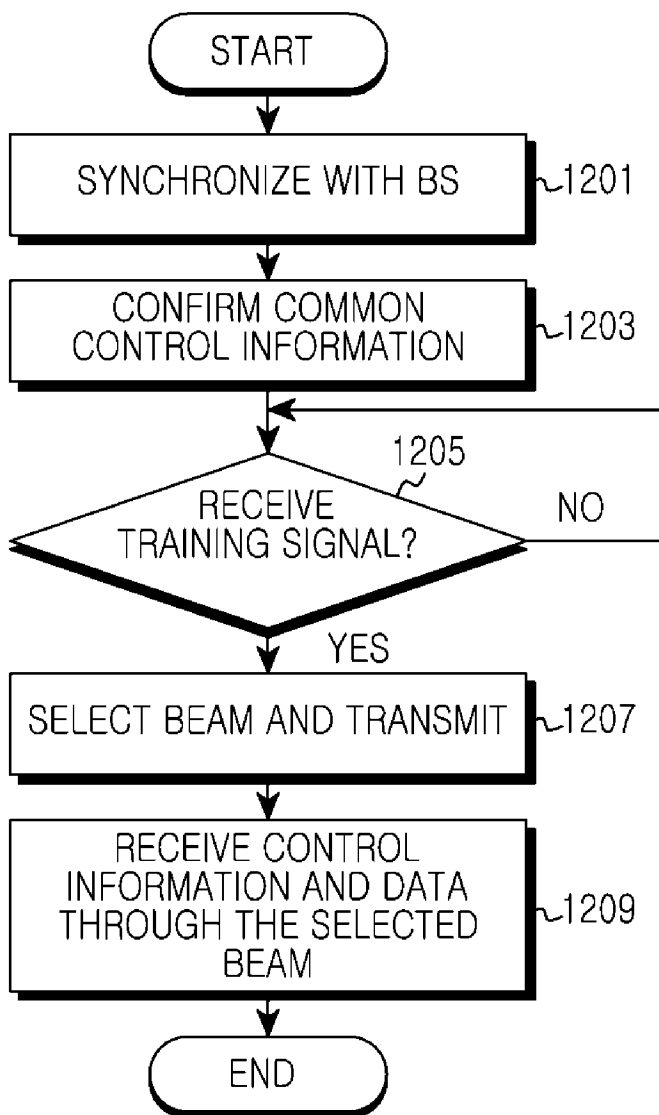 START
SYNCHRONIZE WITH BS
1201
CONFIRM COMMON
CONTROL INFORMATION
1203
1205
RECEIVE
TRAINING SIGNAL?
NO
YES
SELECT BEAM AND TRANSMIT
1207
RECEIVE CONTROL
INFORMATION AND DATA
THROUGH THE SELECTED
BEAM
1209
END